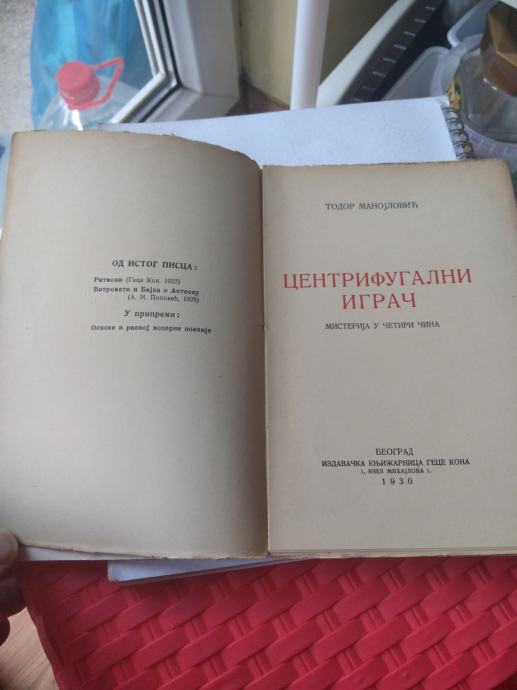 ОД ИСТОГ ПИСЦА:
Ритмови (Геца Кон, 1922)
Ватромети и Бајка о Актеону
(А. М. Поповић, 1928)
У припреми:
Основе и развој модерне поезије
ТОДОР МАНОЈЛОВИЋ
ЦЕНТРИФУГАЛНИ
ИГРАЧ
МИСТЕРИЈА У ЧЕТИРИ ЧИНА
БЕОГРАД
ИЗДАВАЧКА КЊИЖАРНИЦА ГЕЦЕ КОНА
1, КНЕЗ МИХАЈЛОВА 1.
1930